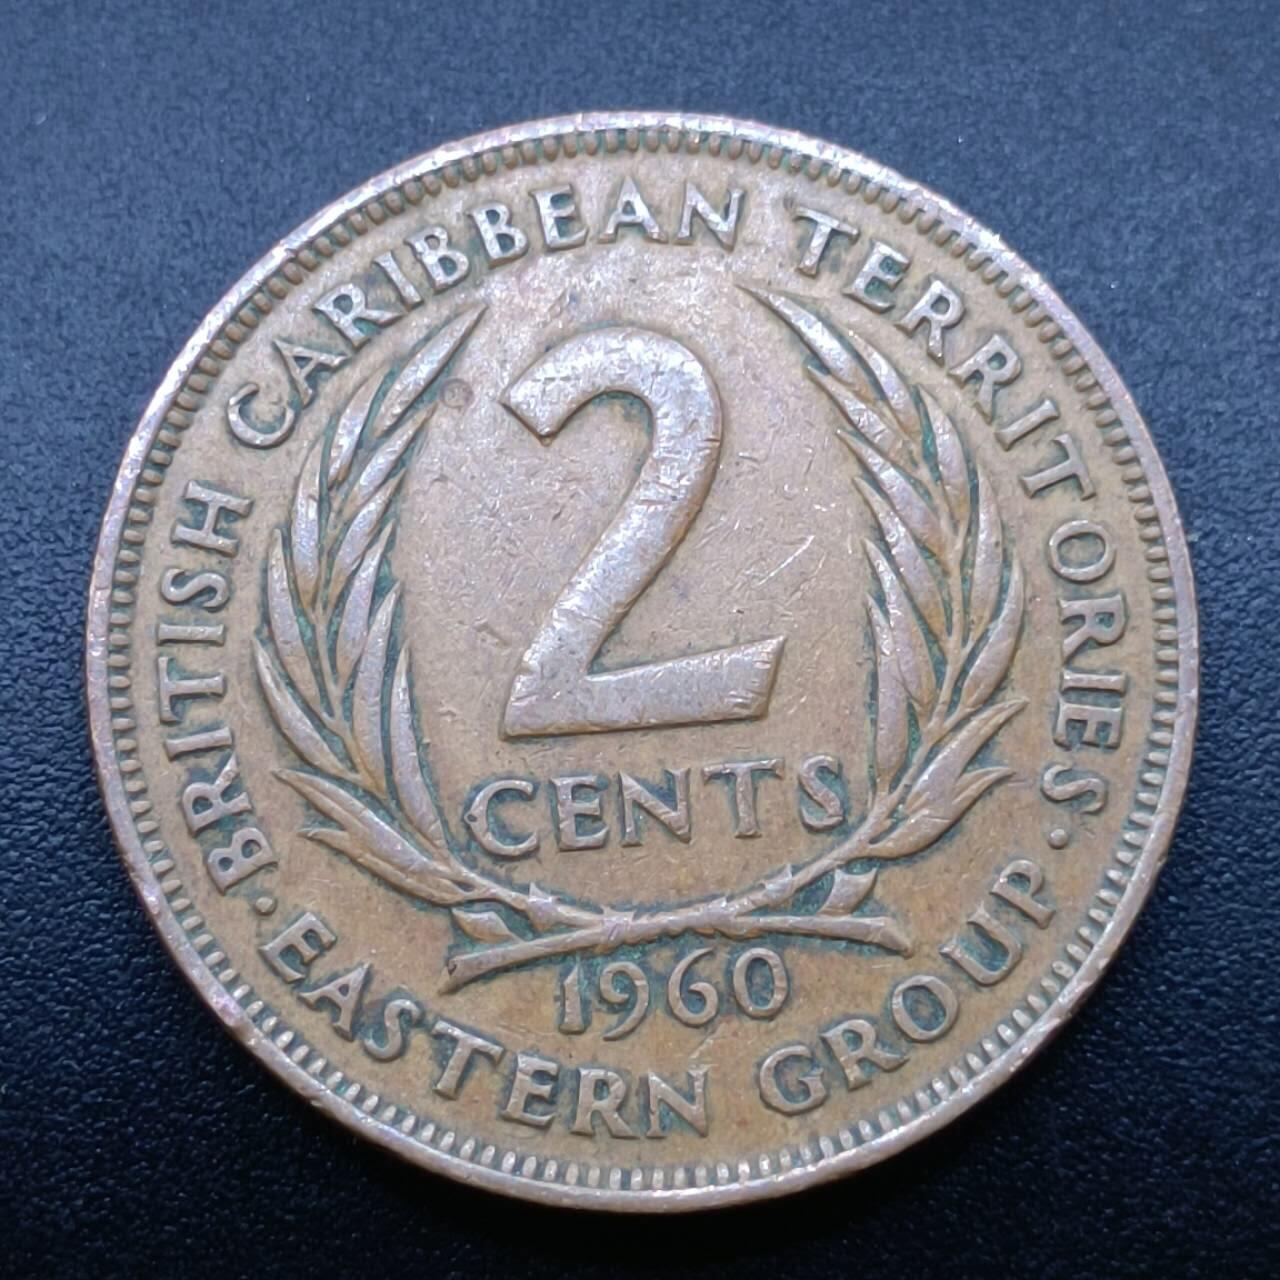 BRITISH CARIBBEAN TERRITORIES
2
CENTS
1960
· EASTERN GROUP ·